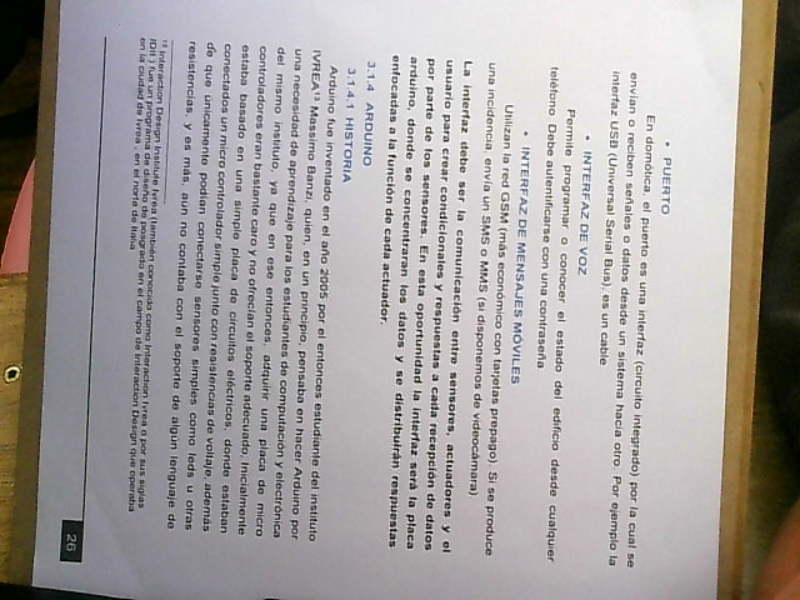 • PUERTO
En domótica, el puerto es una interfaz (circuito integrado) por la cual se
envían o reciben señales o datos desde un sistema hacia otro. Por ejemplo la
interfaz USB (Universal Serial Bus), es un cable
• INTERFAZ DE VOZ
Permite programar o conocer el estado del edificio desde cualquier
teléfono. Debe autentificarse con una contraseña
• INTERFAZ DE MENSAJES MÓVILES
Utilizan la red GSM (más económico con tarjetas prepago). Si se produce
una incidencia, envía un SMS o MMS (si disponemos de videocámara)
La interfaz debe ser la comunicación entre sensores, actuadores y el
usuario para crear condicionales y respuestas a cada recepción de datos
por parte de los sensores. En esta oportunidad la interfaz será la placa
arduino, donde se concentraran los datos y se distribuirán respuestas
enfocadas a la función de cada actuador.
3.1.4 ARDUINO
3.1.4.1 HISTORIA
Arduino fue inventado en el año 2005 por el entonces estudiante del instituto
IVREA¹³ Massimo Banzi, quien, en un principio, pensaba en hacer Arduino por
una necesidad de aprendizaje para los estudiantes de computación y electrónica
del mismo instituto, ya que en ese entonces, adquirir una placa de micro
controladores eran bastante caro y no ofrecían el soporte adecuado. Inicialmente
estaba basado en una simple placa de circuitos eléctricos, donde estaban
conectados un micro controlador simple junto con resistencias de voltaje, además
de que únicamente podían conectarse sensores simples como leds u otras
resistencias, y es más, aun no contaba con el soporte de algún lenguaje de
¹³ Interaction Design Institute Ivrea (también conocido como Interaction Ivrea o por sus siglas
IDII ) fue un programa de diseño de posgrado en el campo de Interaction Design que operaba
en la ciudad de Ivrea , en el norte de Italia
26